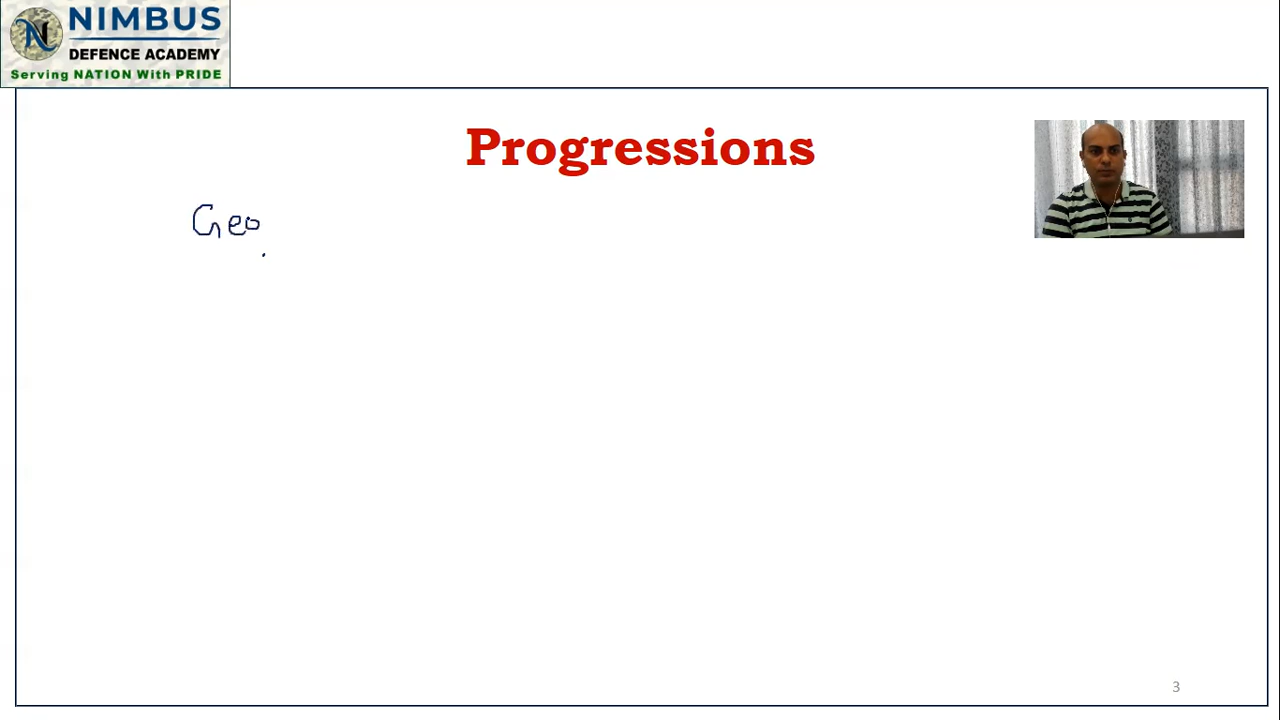 NIMBUS
DEFENCE ACADEMY
Serving NATION With PRIDE
Progressions
Geo
3